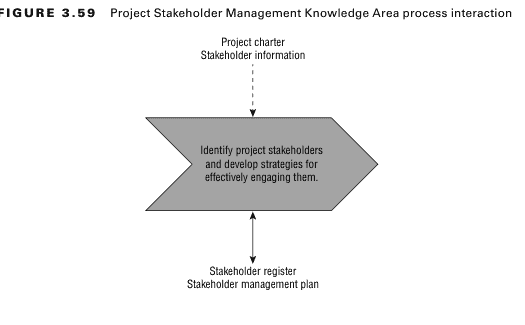 FIGURE 3.59 Project Stakeholder Management Knowledge Area process interaction
Project charter
Stakeholder information
Identify project stakeholders
and develop strategies for
effectively engaging them.
Stakeholder register
Stakeholder management plan